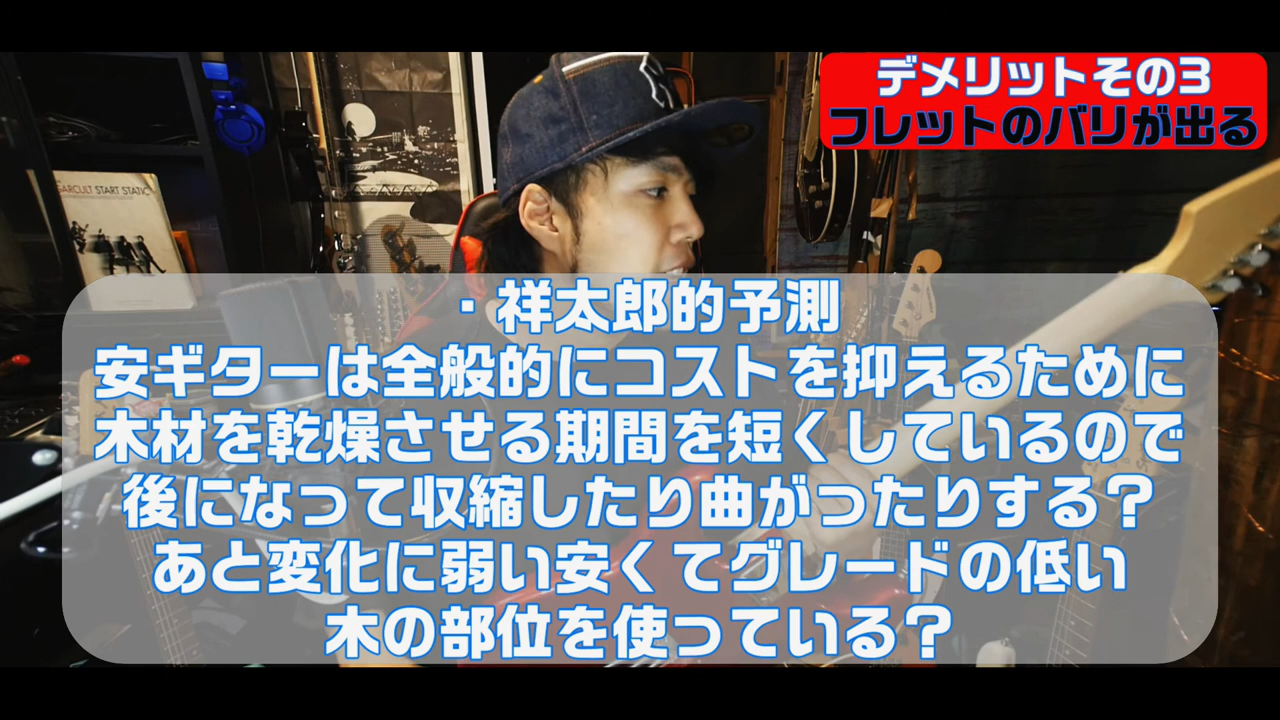 デメリットその3
フレットのバリが出る
GARCULT START STATIC
・祥太郎的予測
安ギターは全般的にコストを抑えるために
木材を乾燥させる期間を短くしているので
後になって収縮したり曲がったりする？
あと変化に弱い安くてグレードの低い
木の部位を使っている？